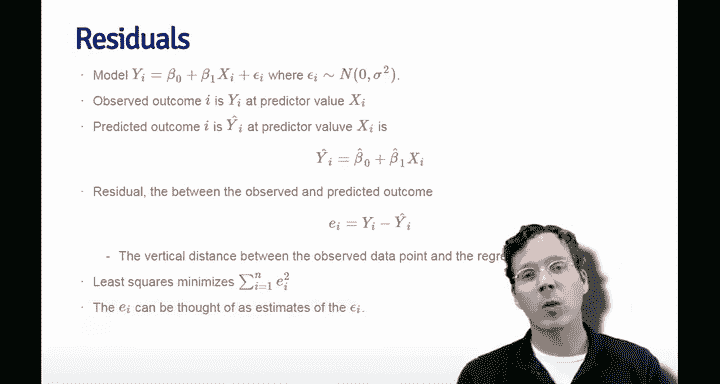 Residuals
· Model Y_i = β_0 + β_1 X_i + ϵ_i where ϵ_i ∼ N(0, σ^2).
· Observed outcome i is Y_i at predictor value X_i
· Predicted outcome i is Ŷ_i at predictor valuve X_i is
Ŷ_i = β̂_0 + β̂_1 X_i
· Residual, the between the observed and predicted outcome
e_i = Y_i − Ŷ_i
- The vertical distance between the observed data point and the regre
· Least squares minimizes ∑_{i=1}^n e_i^2
· The e_i can be thought of as estimates of the ϵ_i.